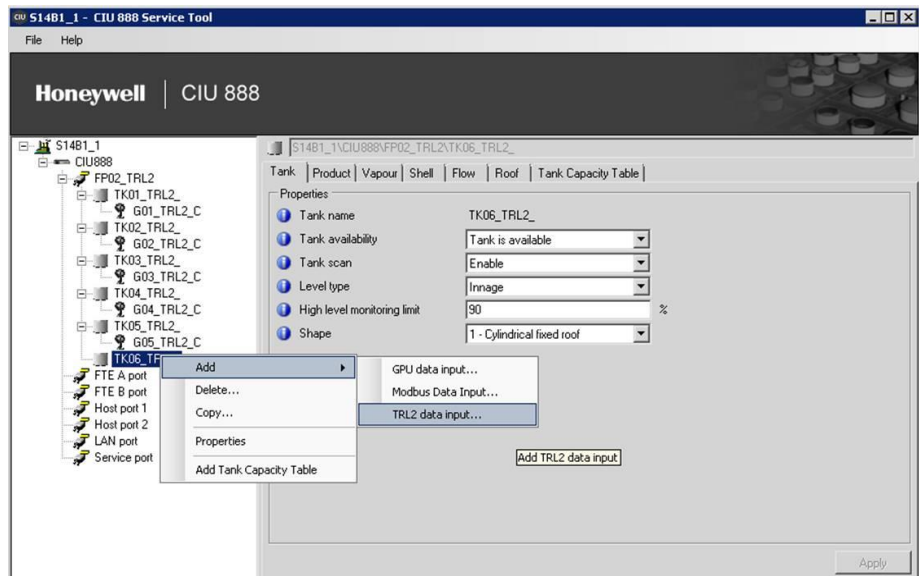 S14B1_1 - CIU 888 Service Tool
File Help
Honeywell | CIU 888
S14B1_1
CIU888
FP02_TRL2
TK01_TRL2_
G01_TRL2_C
TK02_TRL2_
G02_TRL2_C
TK03_TRL2_
G03_TRL2_C
TK04_TRL2_
G04_TRL2_C
TK05_TRL2_
G05_TRL2_C
TK06_TR
FTE A port
FTE B port
Host port 1
Host port 2
LAN port
Service port
S14B1_1\CIU888\FP02_TRL2\TK06_TRL2_
Tank Product Vapour Shell Flow Roof Tank Capacity Table
Properties
Tank name TK06_TRL2_
Tank availability Tank is available
Tank scan Enable
Level type Innage
High level monitoring limit 90 %
Shape 1 - Cylindrical fixed roof
Add
Delete...
Copy...
Properties
Add Tank Capacity Table
GPU data input...
Modbus Data Input...
TRL2 data input...
Add TRL2 data input
Apply